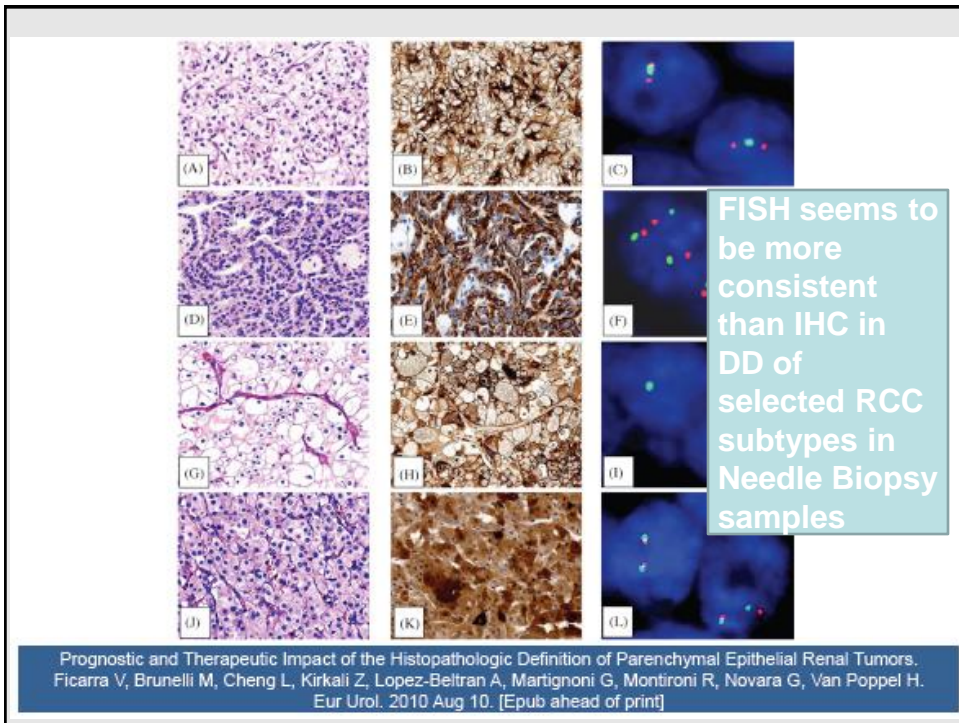 (A)
(B)
(C)
(D)
(E)
(F)
FISH seems to
be more
consistent
than IHC in
DD of
selected RCC
subtypes in
Needle Biopsy
samples
(G)
(H)
(I)
(J)
(K)
(L)
Prognostic and Therapeutic Impact of the Histopathologic Definition of Parenchymal Epithelial Renal Tumors.
Ficarra V, Brunelli M, Cheng L, Kirkali Z, Lopez-Beltran A, Martignoni G, Montironi R, Novara G, Van Poppel H.
Eur Urol. 2010 Aug 10. [Epub ahead of print]